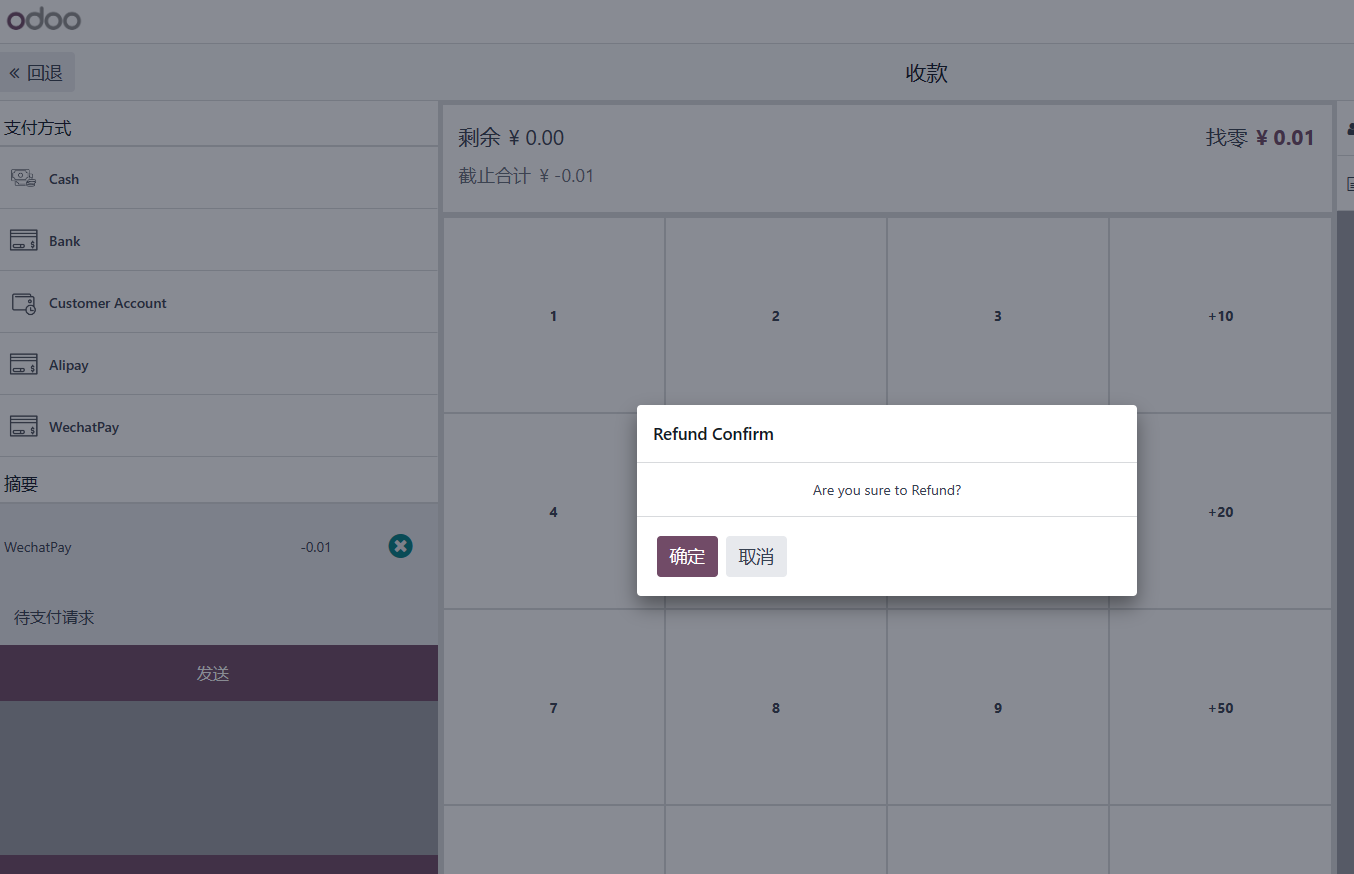 odoo
« 回退
收款
支付方式
Cash
Bank
Customer Account
Alipay
WechatPay
摘要
WechatPay -0.01
待支付请求
发送
剩余 ¥ 0.00
找零 ¥ 0.01
截止合计 ¥ -0.01
1 2 3 +10
4 +20
7 8 9 +50
Refund Confirm
Are you sure to Refund?
确定 取消